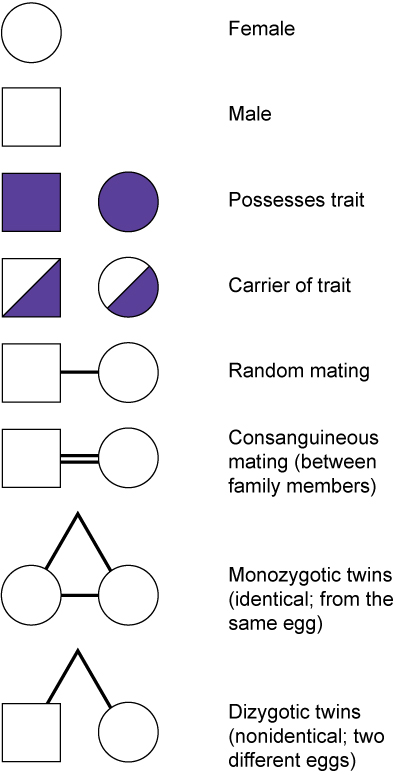 Female
Male
Possesses trait
Carrier of trait
Random mating
Consanguineous
mating (between
family members)
Monozygotic twins
(identical; from the
same egg)
Dizygotic twins
(nonidentical; two
different eggs)